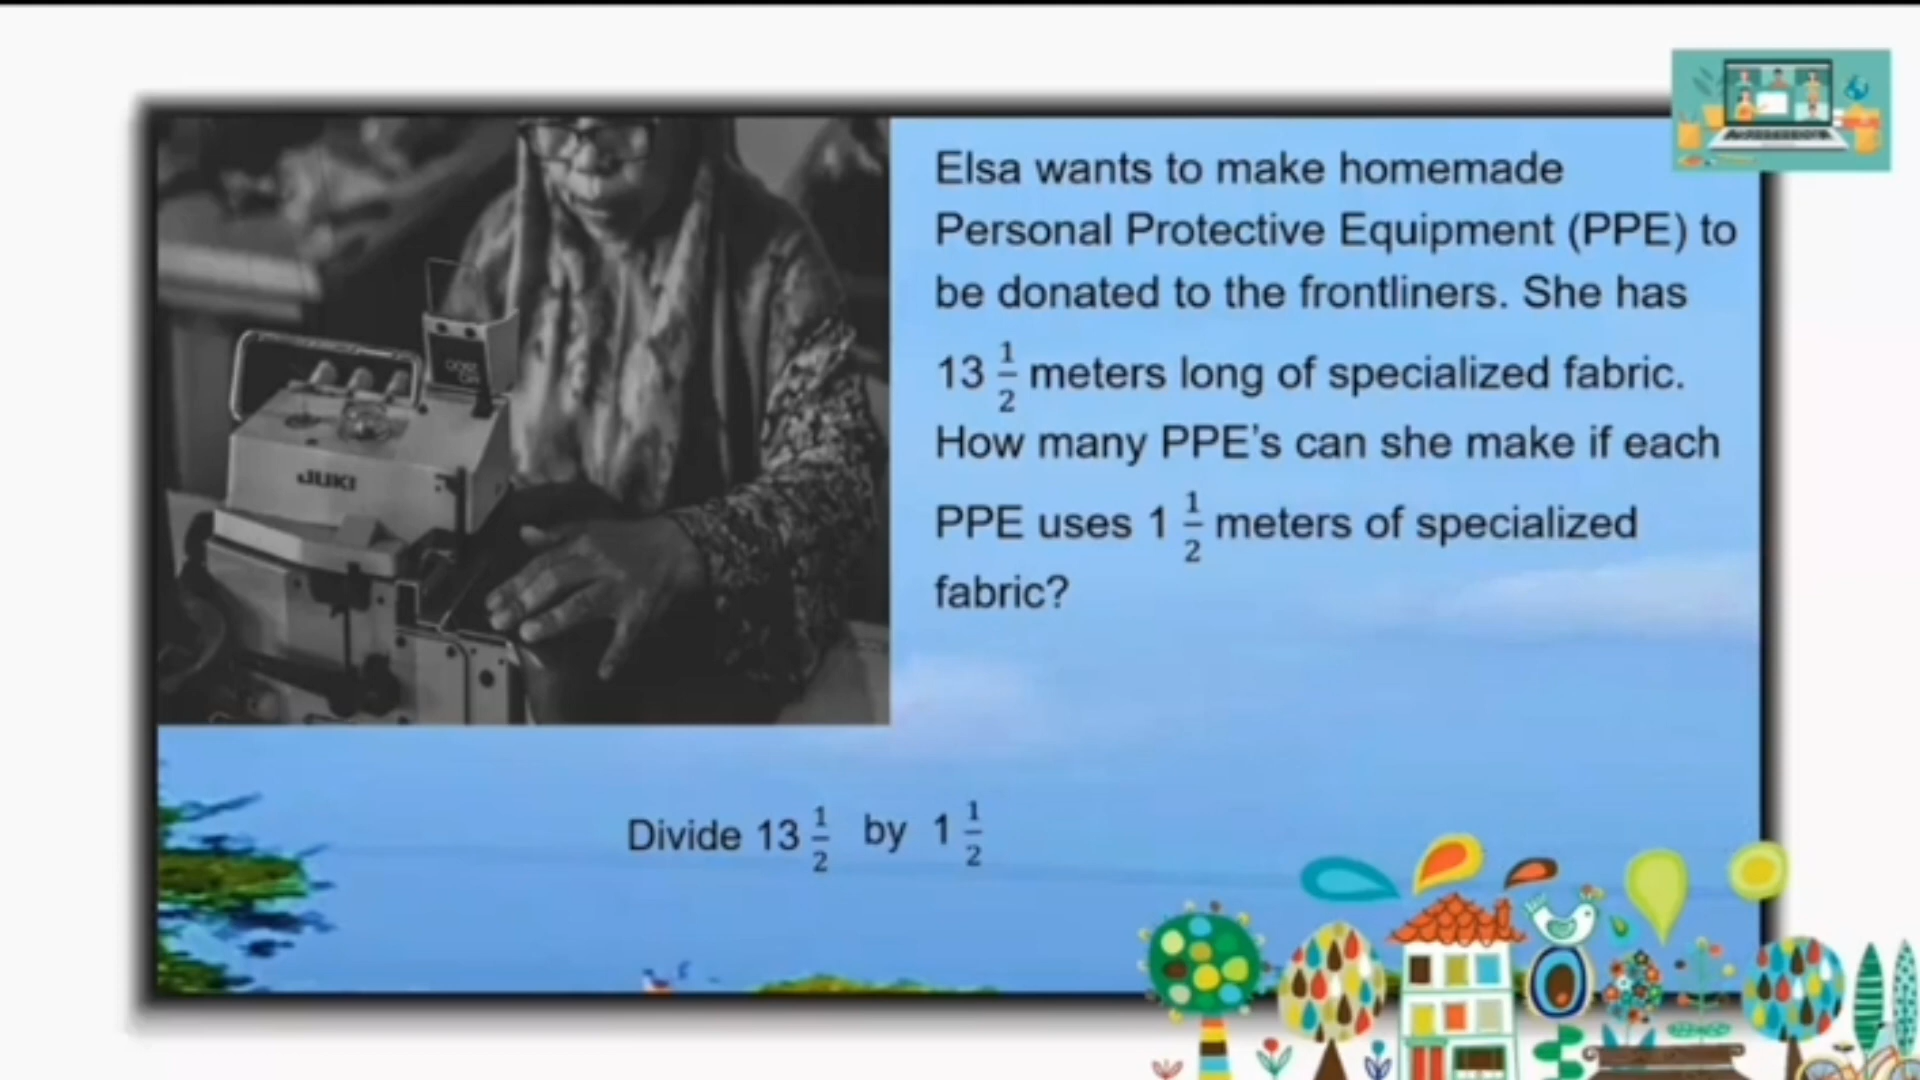 Elsa wants to make homemade
Personal Protective Equipment (PPE) to
be donated to the frontliners. She has
13 1/2 meters long of specialized fabric.
How many PPE's can she make if each
PPE uses 1 1/2 meters of specialized
fabric?
JUKI
Divide 13 1/2 by 1 1/2